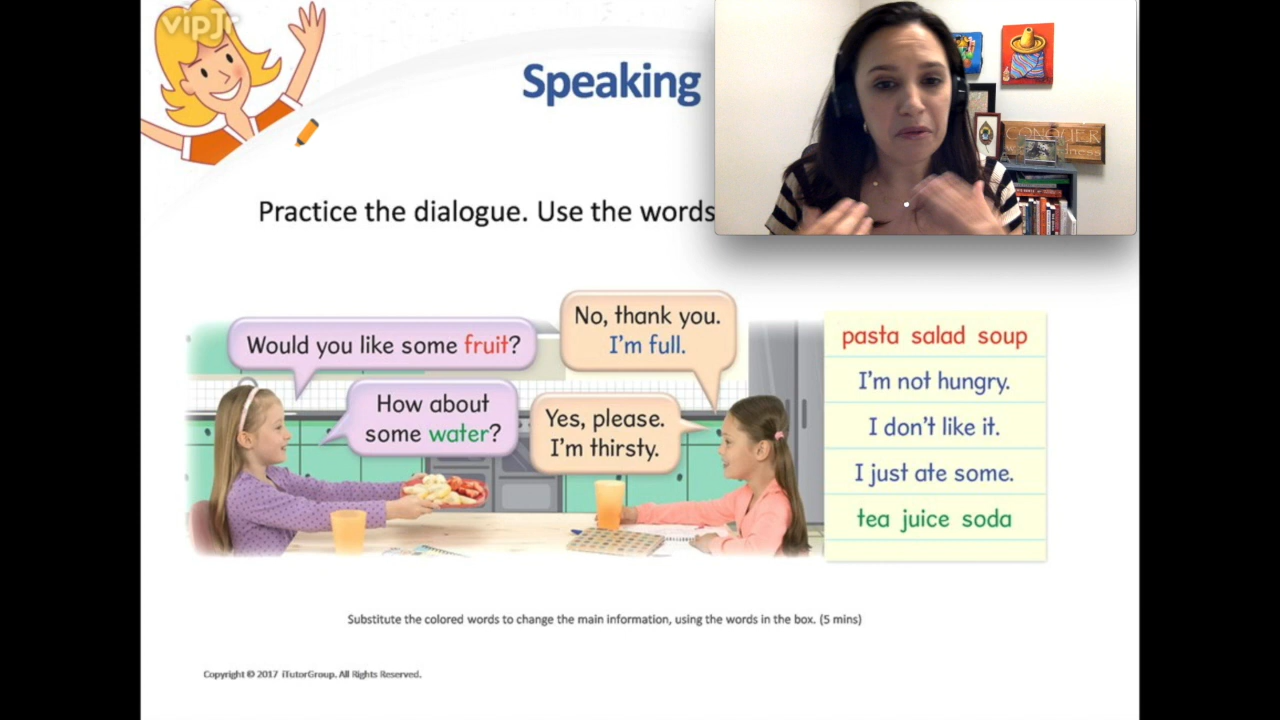 vipJr
Speaking
Practice the dialogue. Use the words
Would you like some fruit?
No, thank you.
I'm full.
How about
some water?
Yes, please.
I'm thirsty.
pasta salad soup
I'm not hungry.
I don't like it.
I just ate some.
tea juice soda
CONQUER
Substitute the colored words to change the main information, using the words in the box. (5 mins)
Copyright © 2017 iTutorGroup. All Rights Reserved.